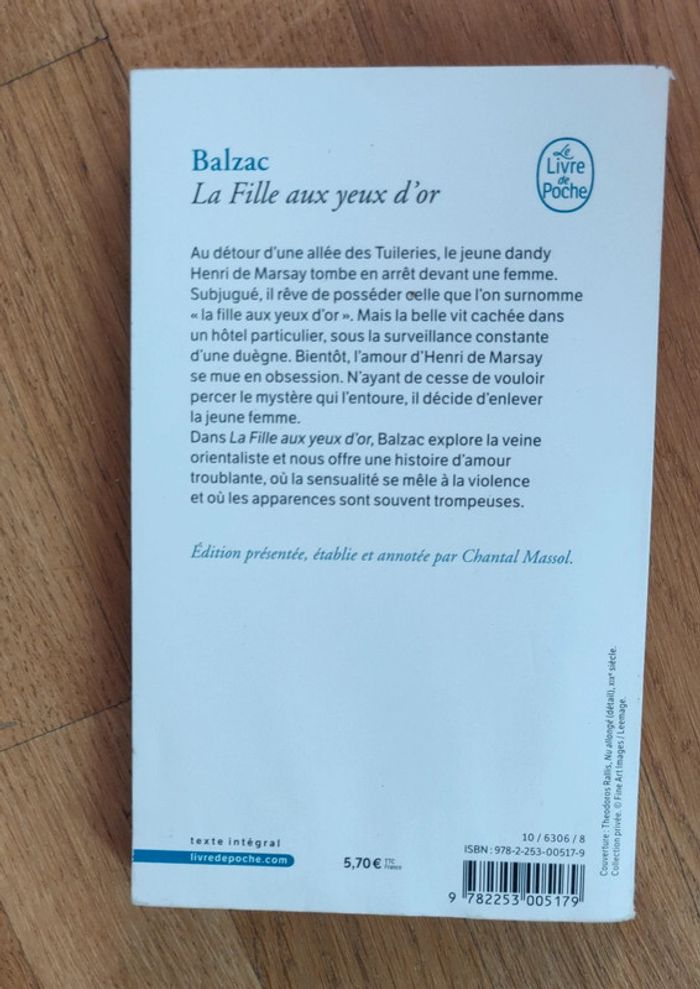 Balzac
La Fille aux yeux d'or
Le
Livre
de
Poche
Au détour d'une allée des Tuileries, le jeune dandy
Henri de Marsay tombe en arrêt devant une femme.
Subjugué, il rêve de posséder celle que l'on surnomme
« la fille aux yeux d'or ». Mais la belle vit cachée dans
un hôtel particulier, sous la surveillance constante
d'une duègne. Bientôt, l'amour d'Henri de Marsay
se mue en obsession. N'ayant de cesse de vouloir
percer le mystère qui l'entoure, il décide d'enlever
la jeune femme.
Dans La Fille aux yeux d'or, Balzac explore la veine
orientaliste et nous offre une histoire d'amour
troublante, où la sensualité se mêle à la violence
et où les apparences sont souvent trompeuses.
Édition présentée, établie et annotée par Chantal Massol.
Couverture : Theodoros Rallis, Nu allongé (détail), XIXe siècle.
Collection privée. © Fine Art Images / Leemage.
texte intégral
livredepoche.com
5,70 € TTC
France
10 / 6306 / 8
ISBN : 978-2-253-00517-9
9 782253 005179